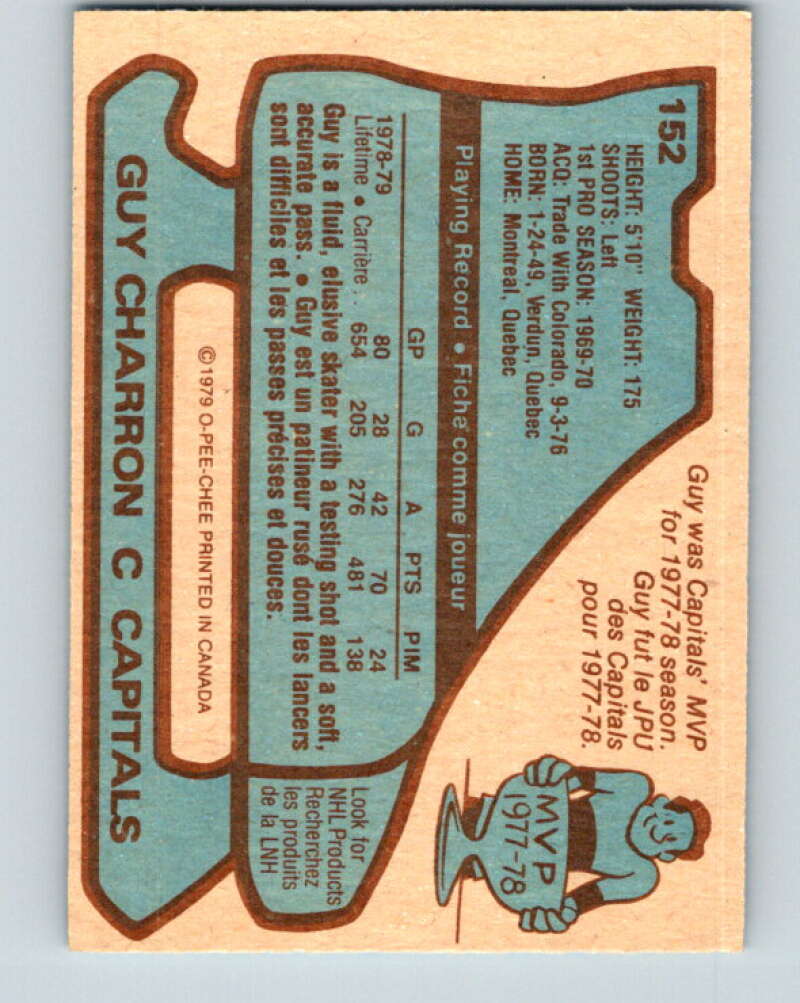 152
HEIGHT: 5'10" WEIGHT: 175
SHOOTS: Left
1st PRO SEASON: 1969-70
ACQ: Trade With Colorado, 9-3-76
BORN: 1-24-49, Verdun, Quebec
HOME: Montreal, Quebec
Guy was Capitals' MVP
for 1977-78 season.
Guy fut le JPU
des Capitals
pour 1977-78.
MVP
1977-78
Playing Record • Fiche comme joueur
GP G A PTS PIM
1978-79 80 28 42 70 24
Lifetime • Carrière 654 205 276 481 138
Guy is a fluid, elusive skater with a testing shot and a soft,
accurate pass. • Guy est un patineur rusé dont les lancers
sont difficiles et les passes précises et douces.
Look for
NHL Products
Recherchez
les produits
de la LNH
©1979 O-PEE-CHEE PRINTED IN CANADA
GUY CHARRON C CAPITALS